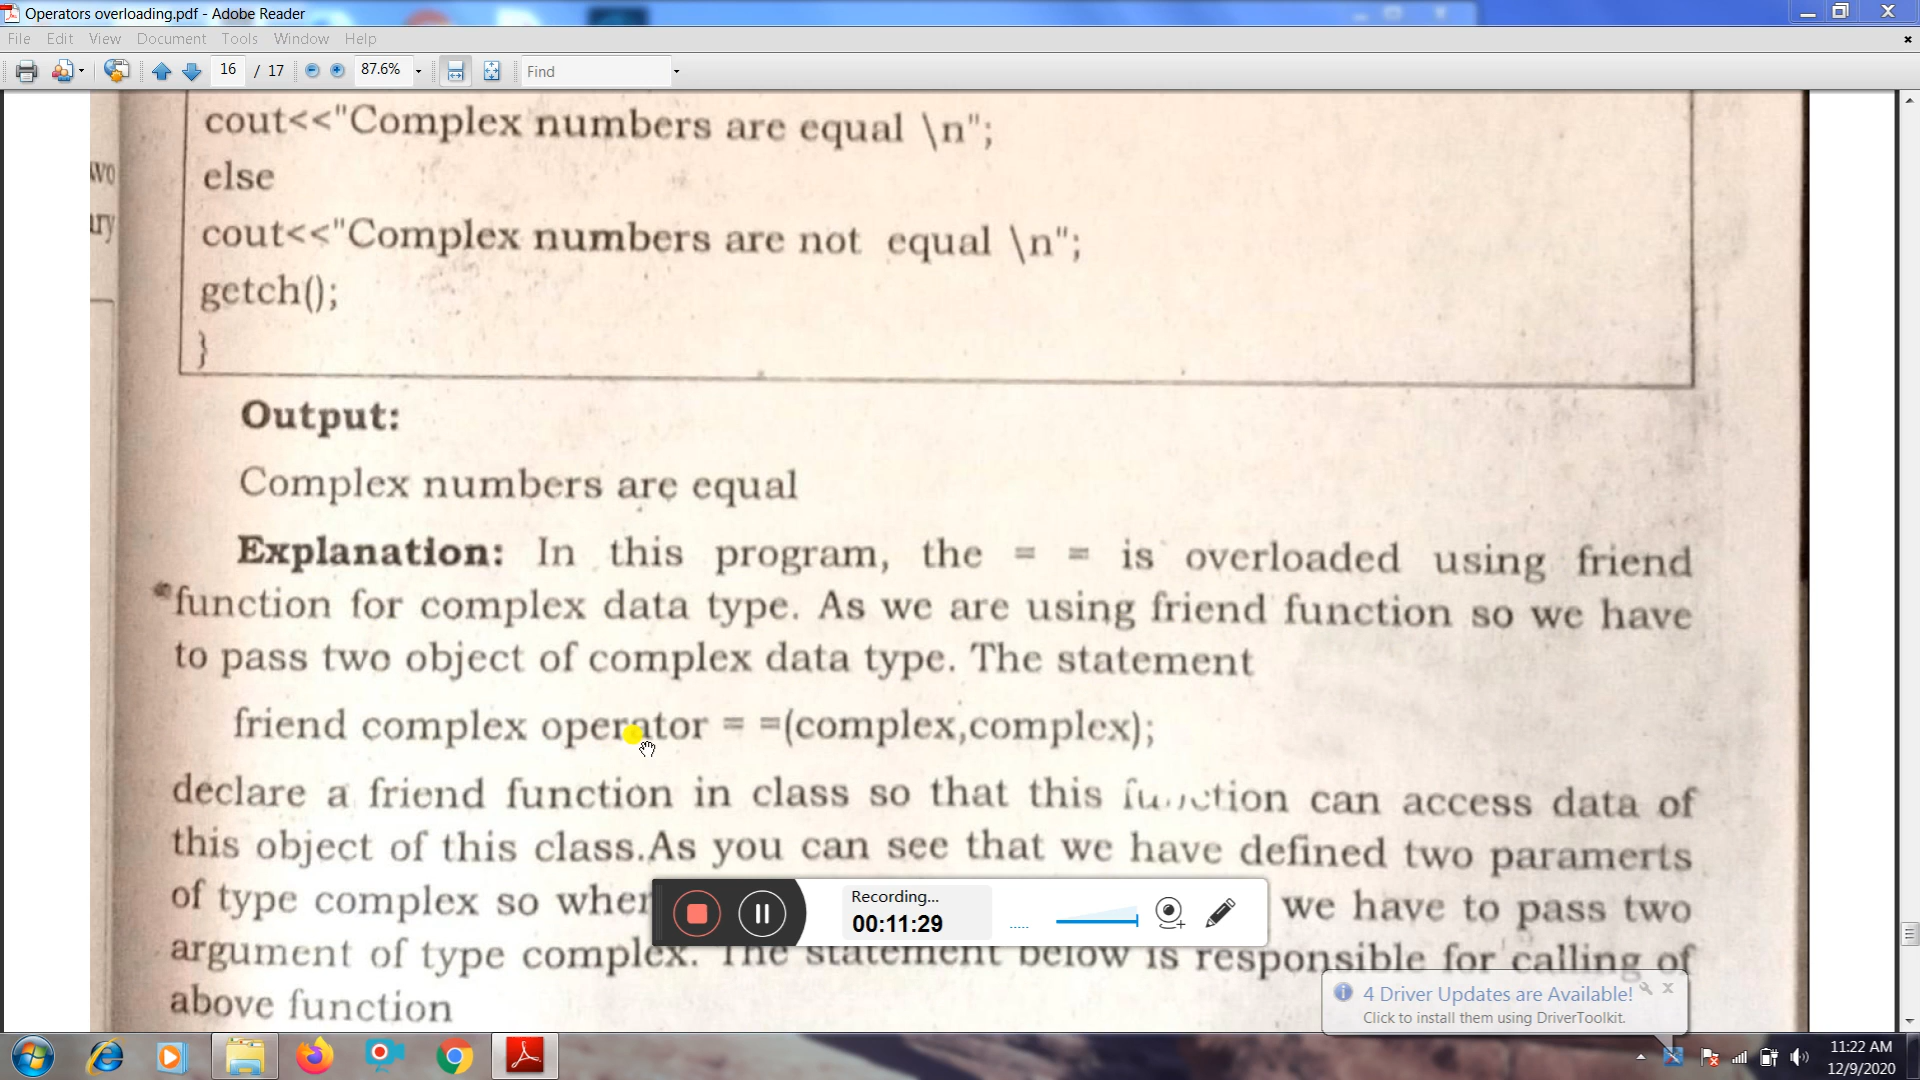 Operators overloading.pdf - Adobe Reader
File Edit View Document Tools Window Help
16 / 17 87.6% Find
cout<<"Complex numbers are equal \n";
else
cout<<"Complex numbers are not equal \n";
getch();
}
Output:
Complex numbers are equal
Explanation: In this program, the = = is overloaded using friend
function for complex data type. As we are using friend function so we have
to pass two object of complex data type. The statement
friend complex operator = =(complex,complex);
declare a friend function in class so that this function can access data of
this object of this class.As you can see that we have defined two paramerts
of type complex so we have to pass two
argument of type complex. The statement below is responsible for calling of
above function
Recording...
00:11:29
4 Driver Updates are Available!
Click to install them using DriverToolkit.
11:22 AM
12/9/2020